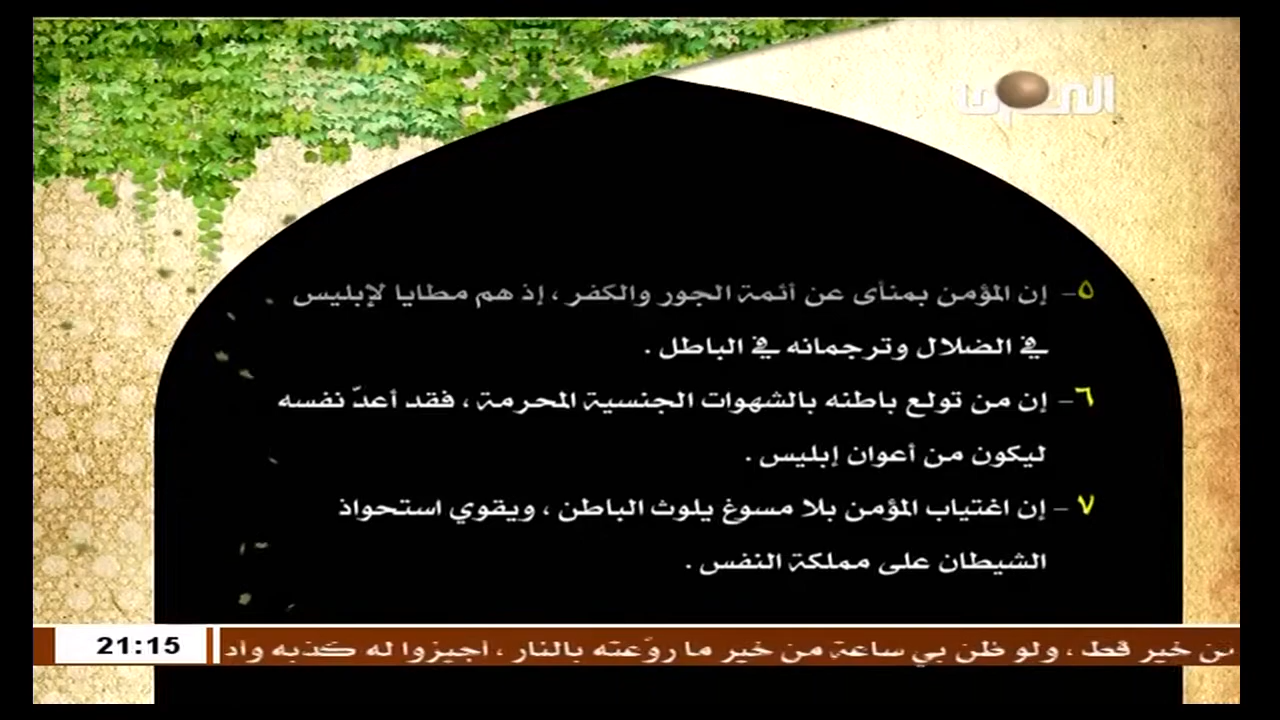 ٥- إن المؤمن بمنأى عن أئمة الجور والكفر ، إذ هم مطايا لإبليس
في الضلال وترجمانه في الباطل .
٦- إن من تولع باطنه بالشهوات الجنسية المحرمة ، فقد أعدّ نفسه
ليكون من أعوان إبليس .
٧- إن اغتياب المؤمن بلا مسوغ يلوث الباطن ، ويقوي استحواذ
الشيطان على مملكة النفس .
خير قط ، ولو ظن بي ساعة من خير ما روّعته بالنار ، أجيزوا له كذبه
21:15